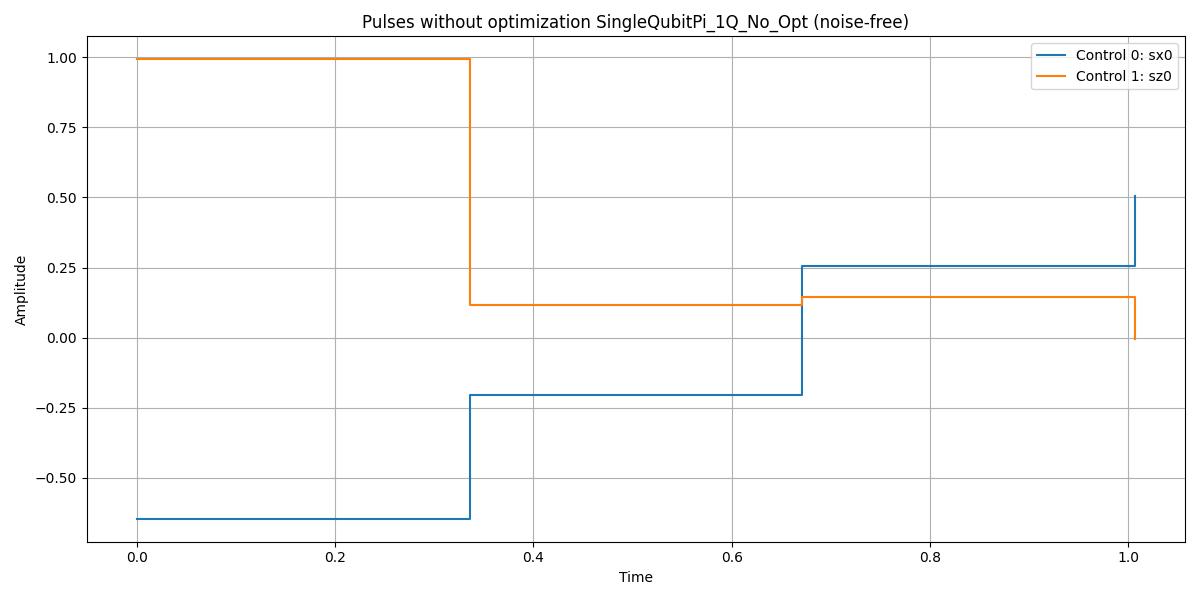 Pulses without optimization SingleQubitPi_1Q_No_Opt (noise-free)
Control 0: sx0
Control 1: sz0
1.00
0.75
0.50
0.25
0.00
−0.25
−0.50
Amplitude
0.0 0.2 0.4 0.6 0.8 1.0
Time